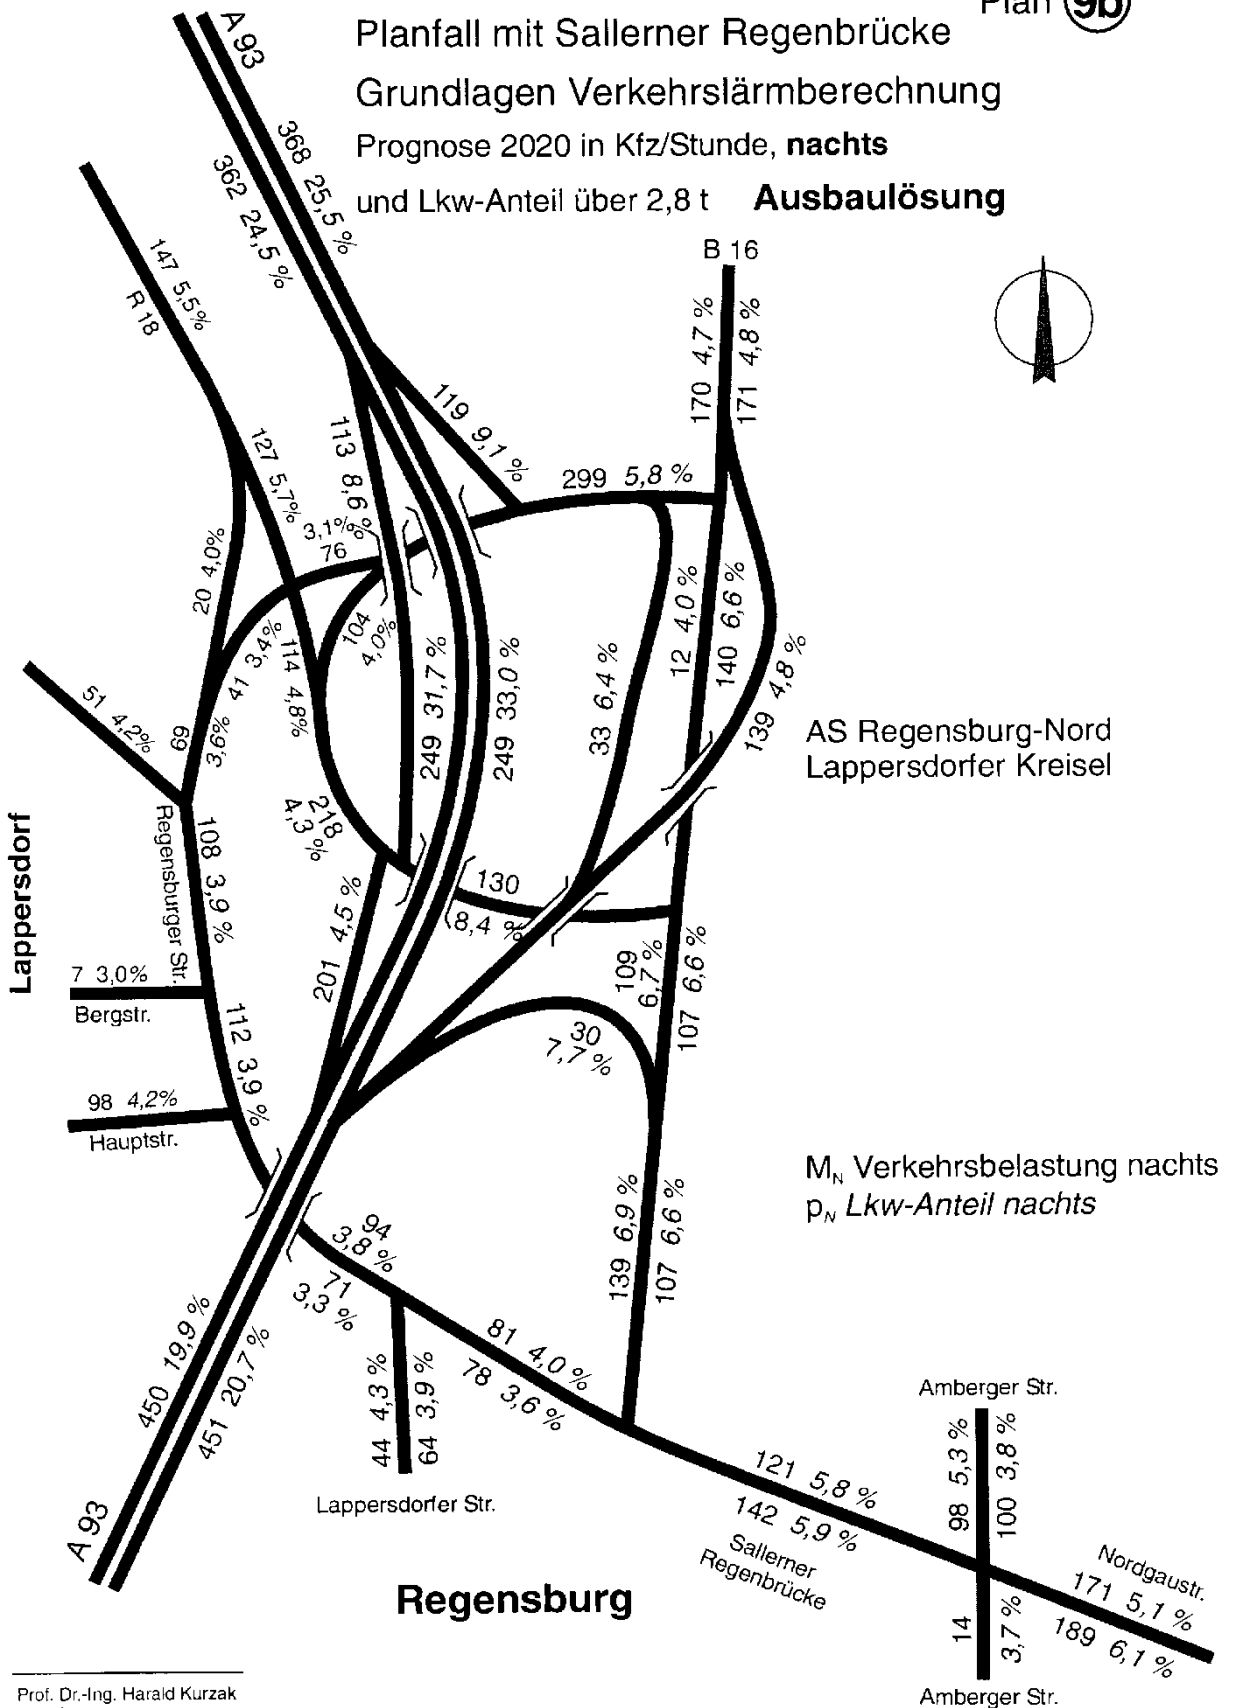 Plan 9b
Planfall mit Sallerner Regenbrücke
Grundlagen Verkehrslärmberechnung
Prognose 2020 in Kfz/Stunde, nachts
und Lkw-Anteil über 2,8 t Ausbaulösung
A 93
368 25,5 %
362 24,5 %
B 16
170 4,7 %
171 4,8 %
147 5,5%
R 18
119 9,1 %
113 8,6 %
127 5,7%
299 5,8 %
3,1%
76
20 4,0%
104
4,0%
41 3,4%
114 4,8%
12 4,0 %
140 6,6 %
139 4,8 %
33 6,4 %
249 31,7 %
249 33,0 %
51 4,2%
69
3,6%
AS Regensburg-Nord
Lappersdorfer Kreisel
218
4,3 %
Lappersdorf
Regensburger Str.
108 3,9 %
130
8,4 %
201 4,5 %
109
6,7 %
107 6,6 %
7 3,0%
Bergstr.
112 3,9 %
30
7,7 %
98 4,2%
Hauptstr.
M N Verkehrsbelastung nachts
p N Lkw-Anteil nachts
139 6,9 %
107 6,6 %
94
3,8 %
71
3,3 %
81 4,0 %
78 3,6 %
450 19,9 %
451 20,7 %
44 4,3 %
64 3,9 %
Lappersdorfer Str.
A 93
Amberger Str.
98 5,3 %
100 3,8 %
121 5,8 %
142 5,9 %
Sallerner
Regenbrücke
Nordgaustr.
171 5,1 %
189 6,1 %
Regensburg
14
3,7 %
Amberger Str.
Prof. Dr.-Ing. Harald Kurzak